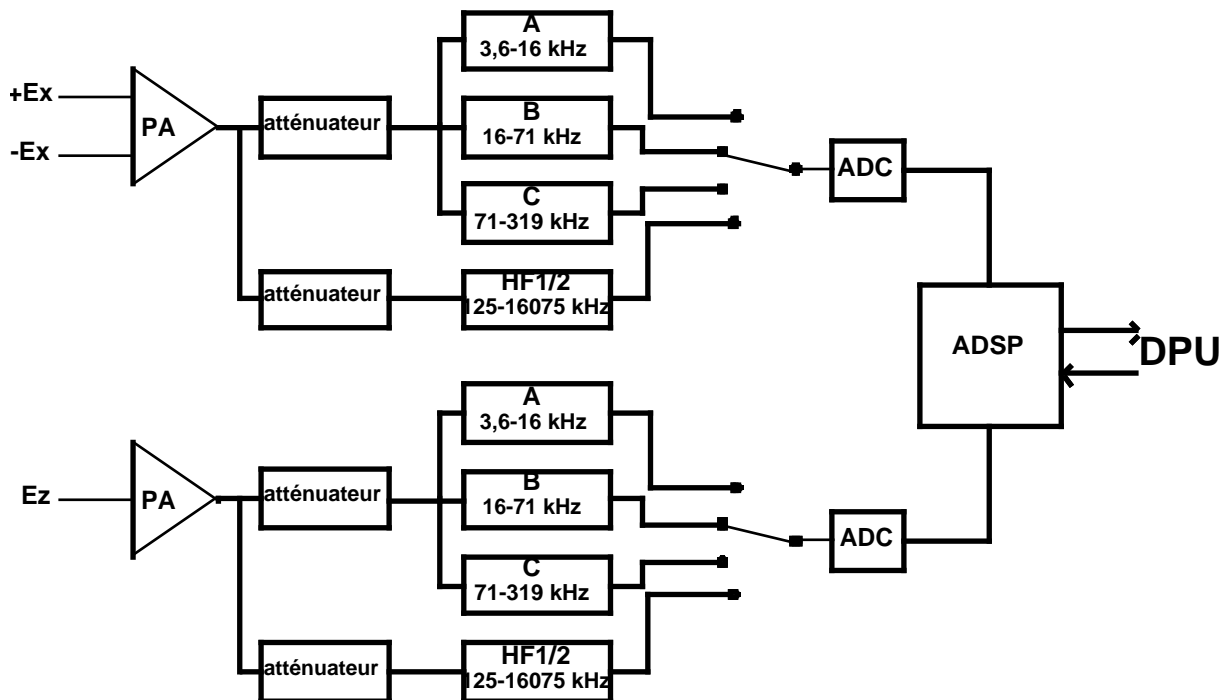 A
3,6-16 kHz
+Ex
-Ex
PA
atténuateur
B
16-71 kHz
C
71-319 kHz
ADC
atténuateur
HF1/2
125-16075 kHz
ADSP
DPU
A
3,6-16 kHz
Ez
PA
atténuateur
B
16-71 kHz
C
71-319 kHz
ADC
atténuateur
HF1/2
125-16075kHz